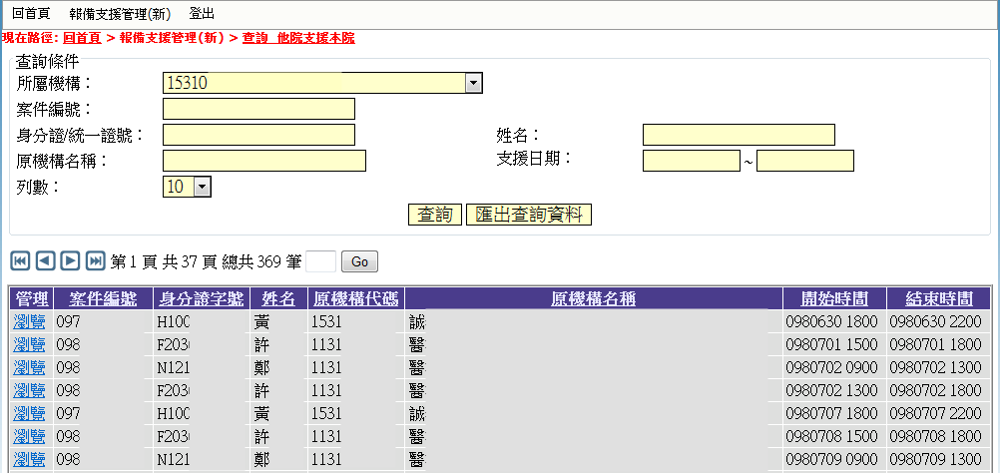 回首頁 報備支援管理(新) 登出
現在路徑: 回首頁 > 報備支援管理(新) > 查詢_他院支援本院
查詢條件
所屬機構： 15310
案件編號：
身分證/統一證號： 姓名：
原機構名稱： 支援日期： ~
列數： 10
查詢 匯出查詢資料
第 1 頁 共 37 頁 總共 369 筆 Go
管理 案件編號 身分證字號 姓名 原機構代碼 原機構名稱 開始時間 結束時間
瀏覽 097 H100 黃 1531 誠 0980630 1800 0980630 2200
瀏覽 098 F203 許 1131 醫 0980701 1500 0980701 1800
瀏覽 098 N121 鄭 1131 醫 0980702 0900 0980702 1300
瀏覽 098 F203 許 1131 醫 0980702 1300 0980702 1800
瀏覽 097 H100 黃 1531 誠 0980707 1800 0980707 2200
瀏覽 098 F203 許 1131 醫 0980708 1500 0980708 1800
瀏覽 098 N121 鄭 1131 醫 0980709 0900 0980709 1300